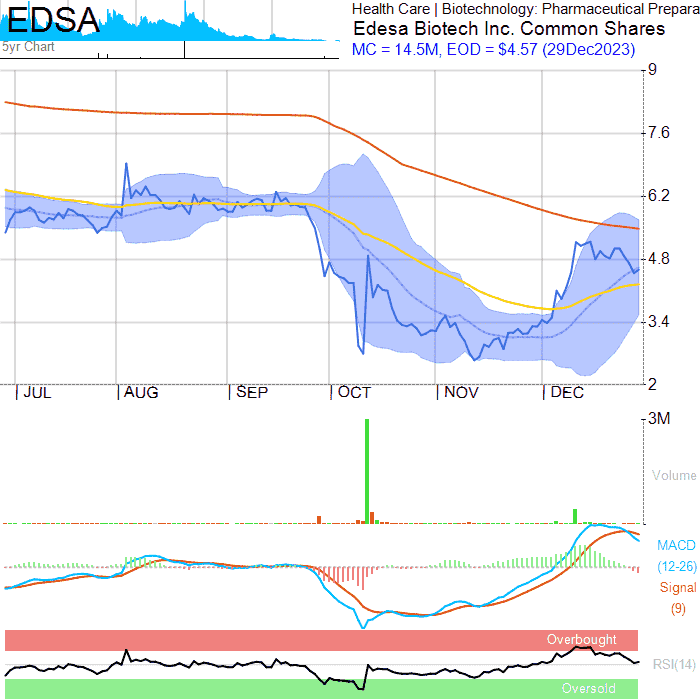 EDSA
5yr Chart
Health Care | Biotechnology: Pharmaceutical Prepara
Edesa Biotech Inc. Common Shares
MC = 14.5M, EOD = $4.57 (29Dec2023)
9
7.6
6.2
4.8
3.4
2
JUL AUG SEP OCT NOV DEC
3M
Volume
MACD
(12-26)
Signal
(9)
Overbought
RSI(14)
Oversold